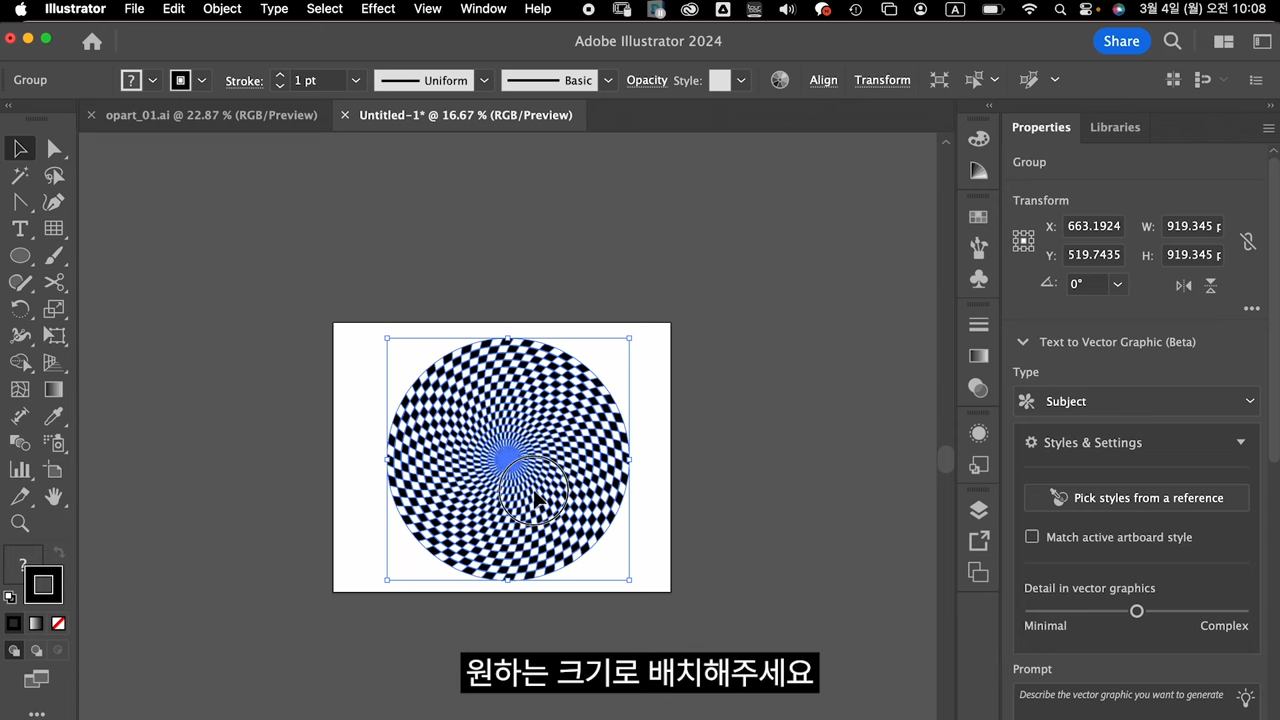 Illustrator File Edit Object Type Select Effect View Window Help A 3월 4일(월) 오전 10:08
Adobe Illustrator 2024
Share
Group ? Stroke: 1 pt Uniform Basic Opacity Style: Align Transform
opart_01.ai @ 22.87 % (RGB/Preview) Untitled-1* @ 16.67 % (RGB/Preview)
Properties Libraries
Group
Transform
X: 663.1924 W: 919.345 p
Y: 519.7435 H: 919.345 p
0°
Text to Vector Graphic (Beta)
Type
Subject
Styles & Settings
Pick styles from a reference
Match active artboard style
Detail in vector graphics
Minimal Complex
Prompt
Describe the vector graphic you want to generate
T
?
원하는 크기로 배치해주세요